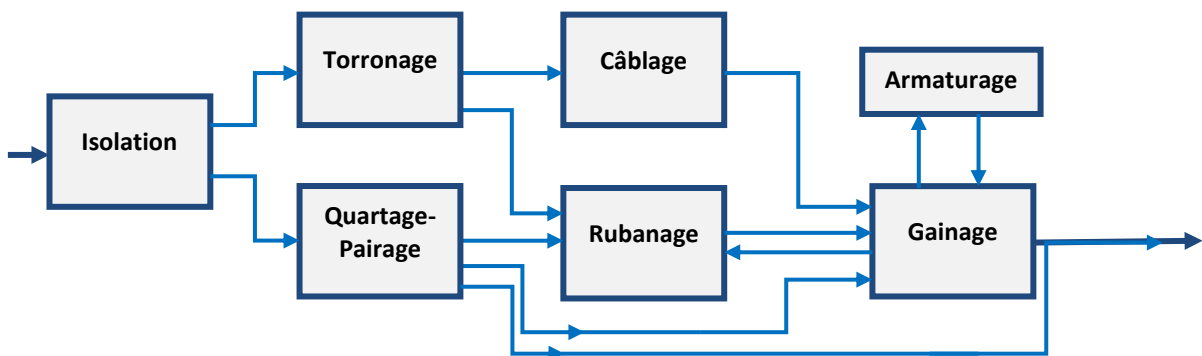 Torronage
Câblage
Armaturage
Isolation
Quartage-
Pairage
Rubanage
Gainage